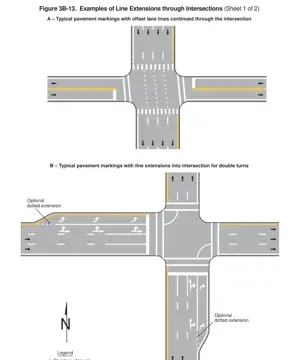 Figure 3B-13. Examples of Line Extensions through Intersections (Sheet 1 of 2)
A – Typical pavement markings with offset lane lines continued through the intersection
B – Typical pavement markings with line extensions into intersection for double turns
Optional
dotted extension
Optional
dotted extension
N
Legend